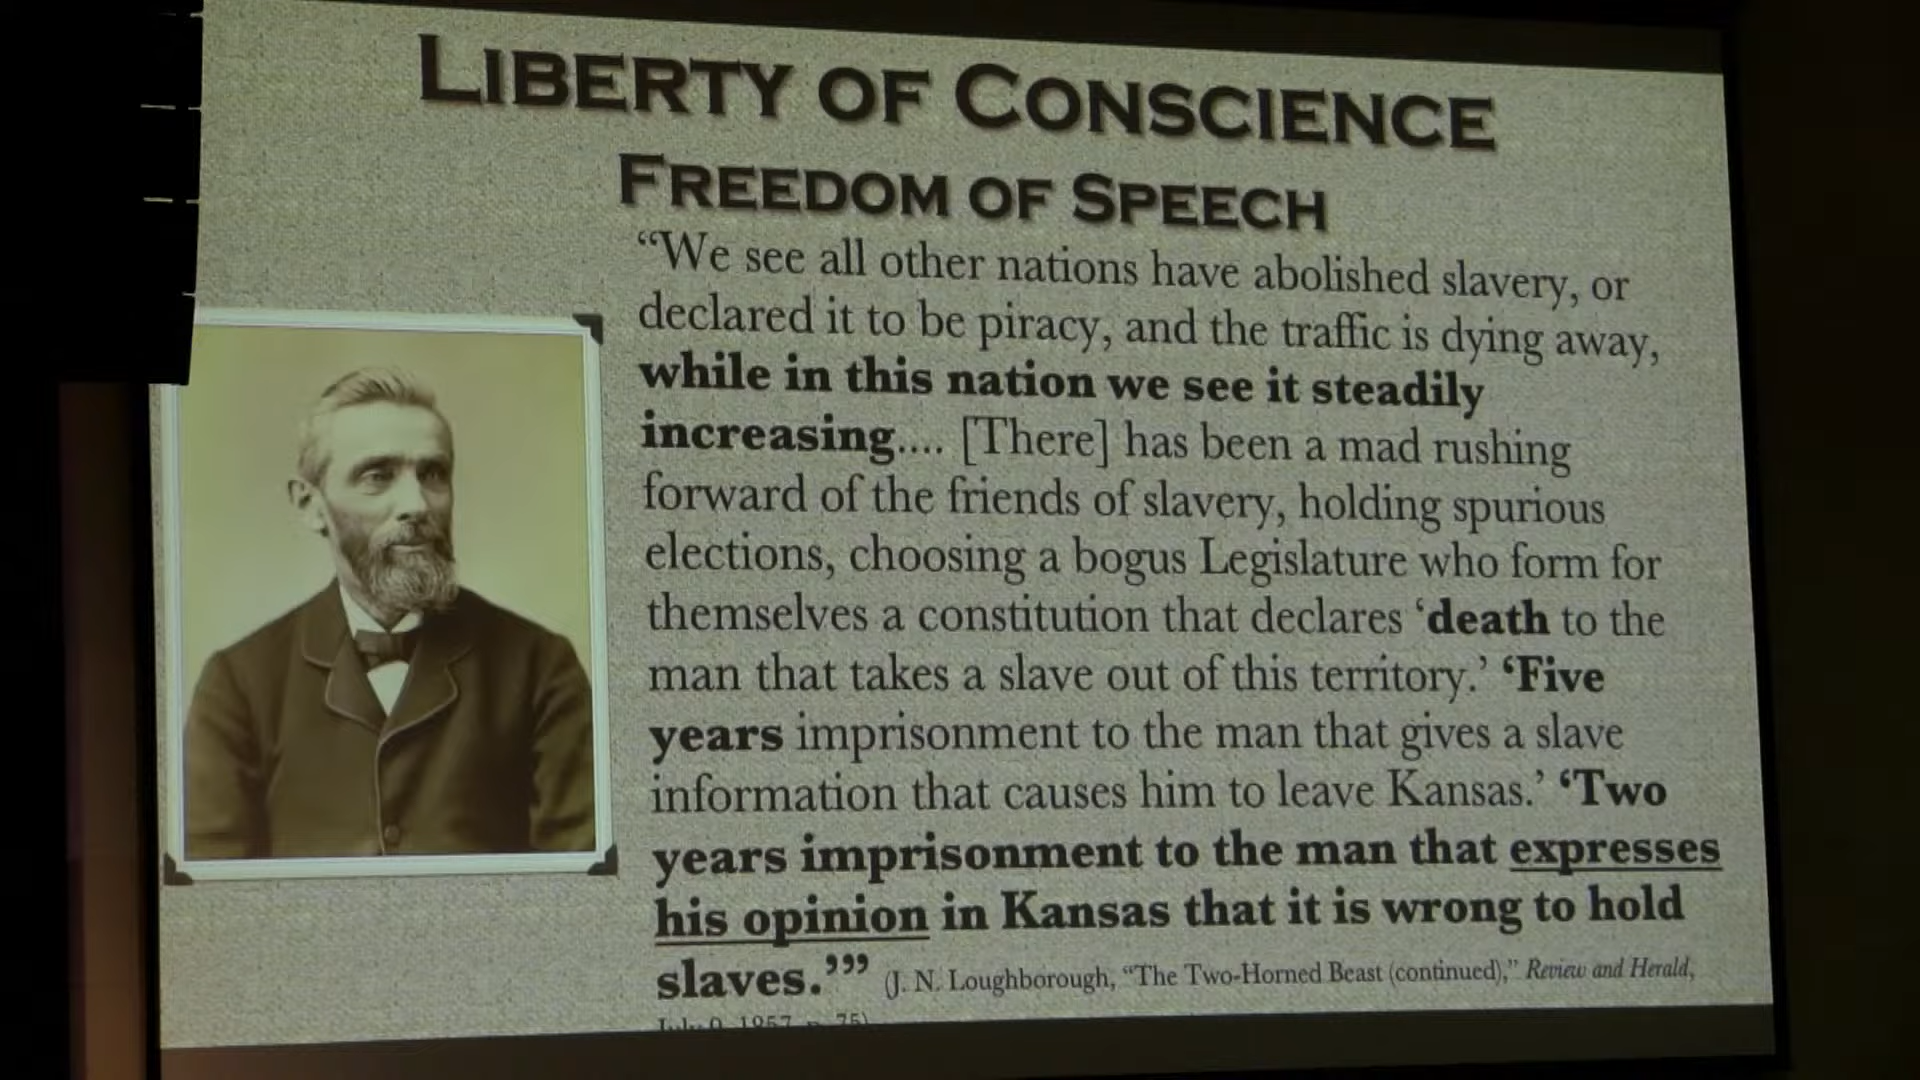 LIBERTY OF CONSCIENCE
FREEDOM OF SPEECH
“We see all other nations have abolished slavery, or
declared it to be piracy, and the traffic is dying away,
while in this nation we see it steadily
increasing.... [There] has been a mad rushing
forward of the friends of slavery, holding spurious
elections, choosing a bogus Legislature who form for
themselves a constitution that declares ‘death to the
man that takes a slave out of this territory.’ ‘Five
years imprisonment to the man that gives a slave
information that causes him to leave Kansas.’ ‘Two
years imprisonment to the man that expresses
his opinion in Kansas that it is wrong to hold
slaves.’” (J. N. Loughborough, “The Two-Horned Beast (continued),” Review and Herald,
July 1857, p. 75)